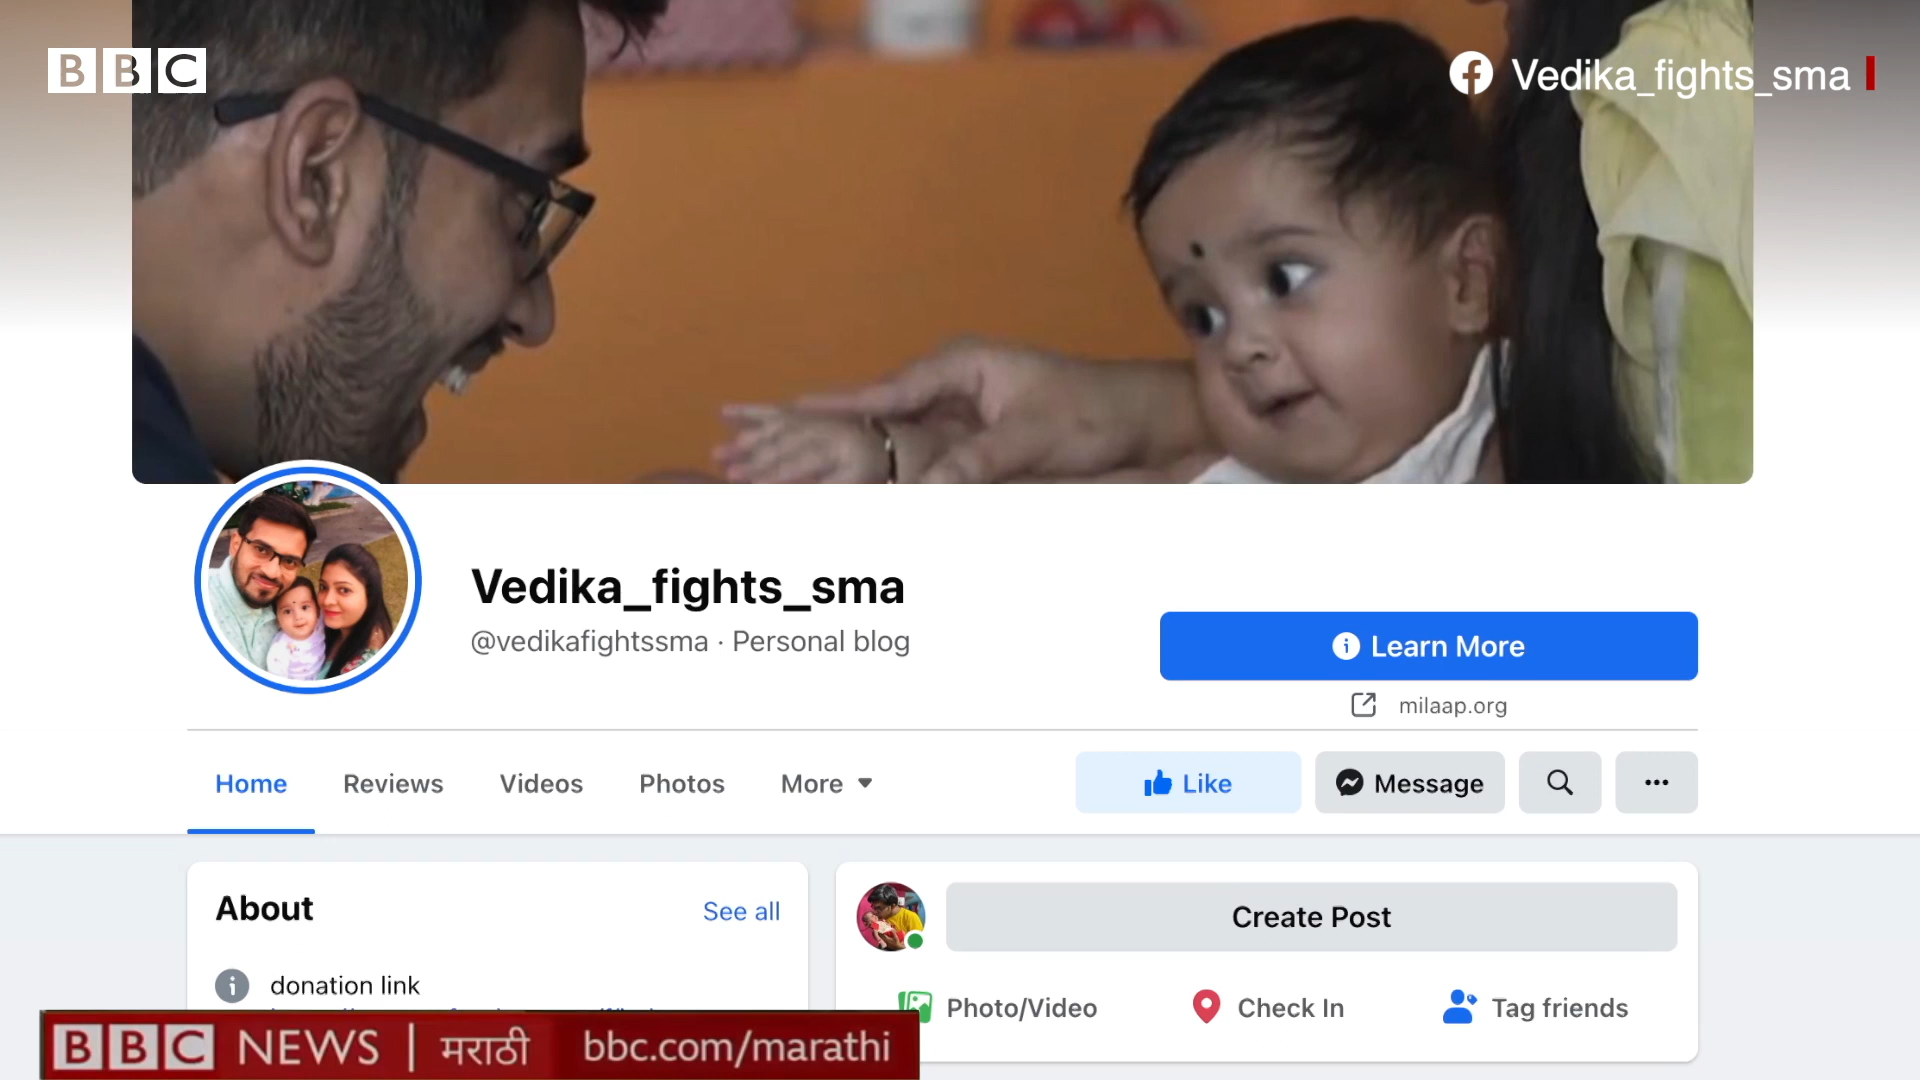 BBC
Vedika_fights_sma
Vedika_fights_sma
@vedikafightssma · Personal blog
Learn More
milaap.org
Home Reviews Videos Photos More
Like Message
About See all
donation link
Create Post
Photo/Video Check In Tag friends
BBC NEWS | मराठी bbc.com/marathi